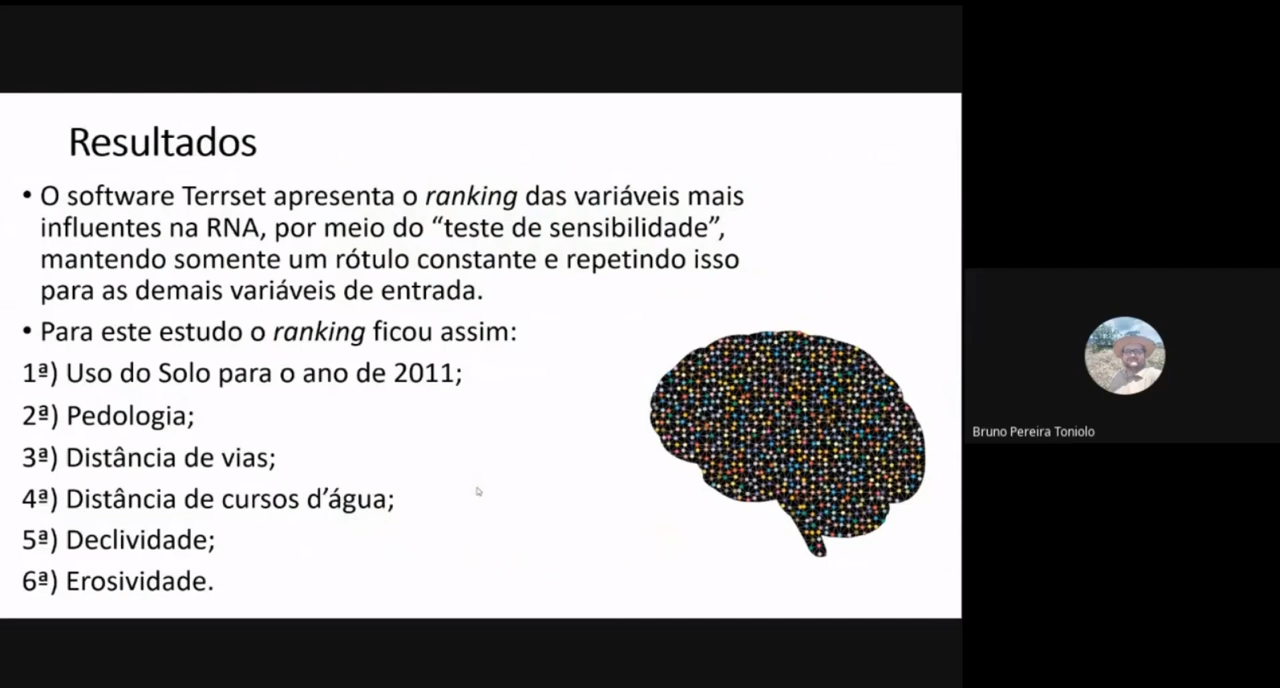 Resultados
• O software Terrset apresenta o ranking das variáveis mais
influentes na RNA, por meio do “teste de sensibilidade”,
mantendo somente um rótulo constante e repetindo isso
para as demais variáveis de entrada.
• Para este estudo o ranking ficou assim:
1ª) Uso do Solo para o ano de 2011;
2ª) Pedologia;
3ª) Distância de vias;
4ª) Distância de cursos d’água;
5ª) Declividade;
6ª) Erosividade.
Bruno Pereira Toniolo